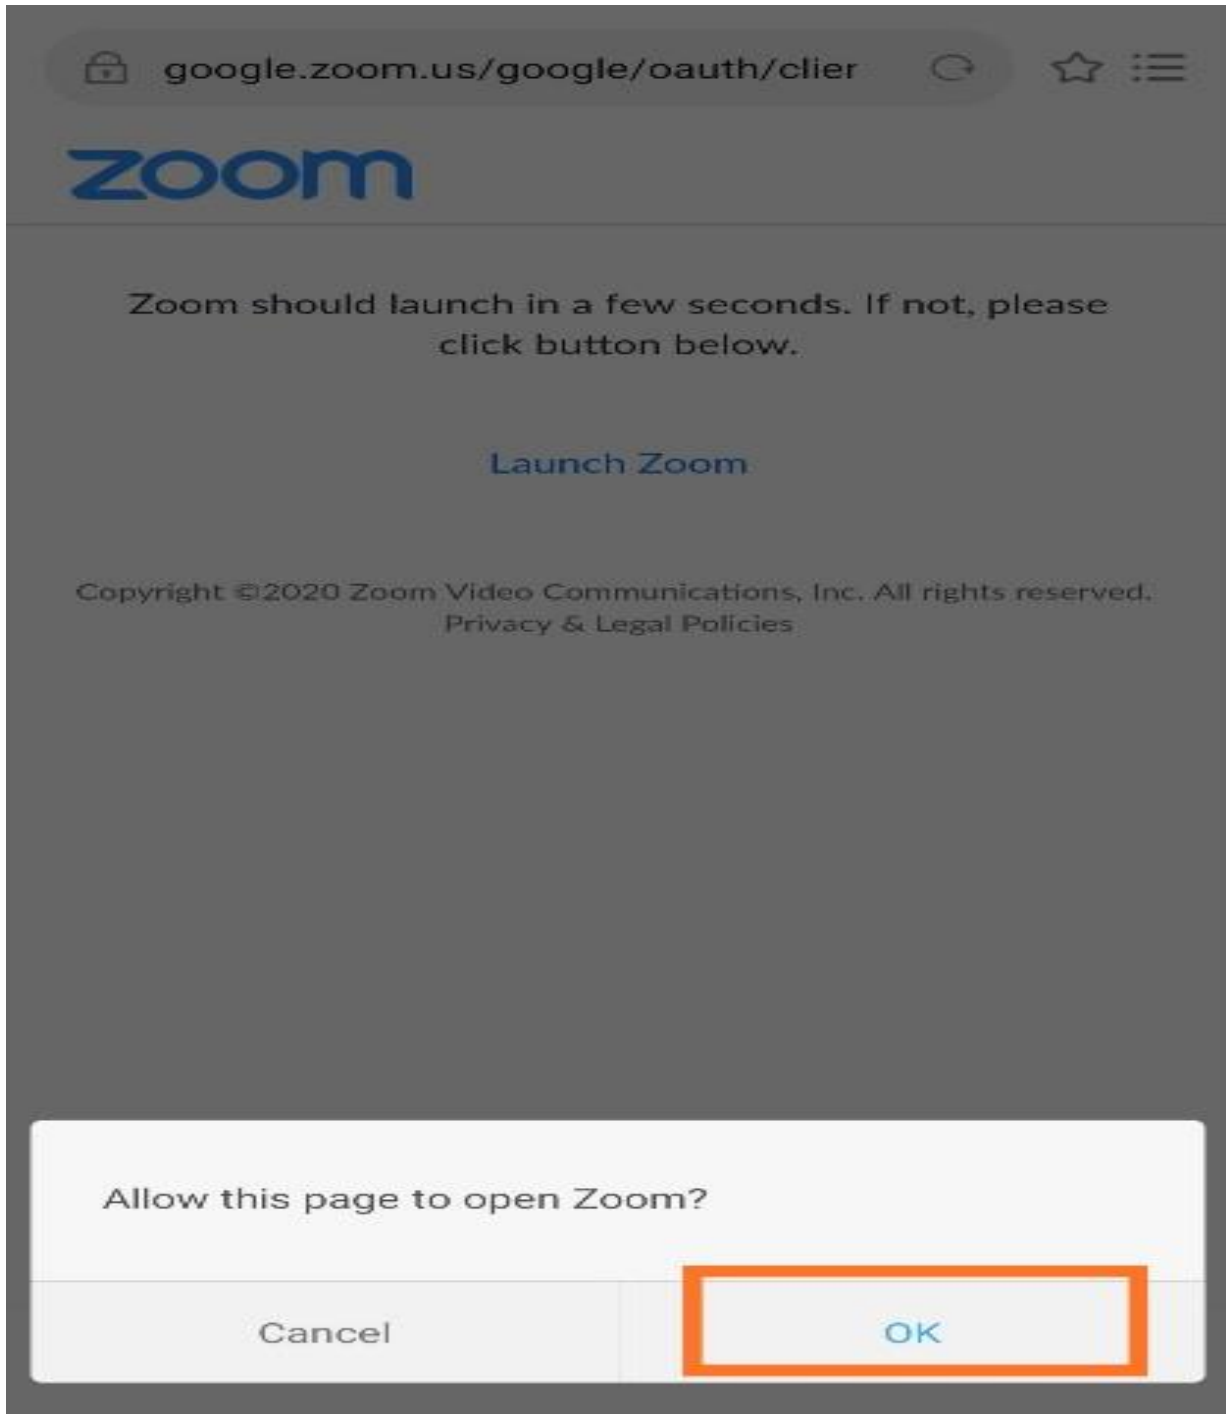 google.zoom.us/google/oauth/clier
zoom
Zoom should launch in a few seconds. If not, please
click button below.
Launch Zoom
Copyright ©2020 Zoom Video Communications, Inc. All rights reserved.
Privacy & Legal Policies
Allow this page to open Zoom?
Cancel
OK